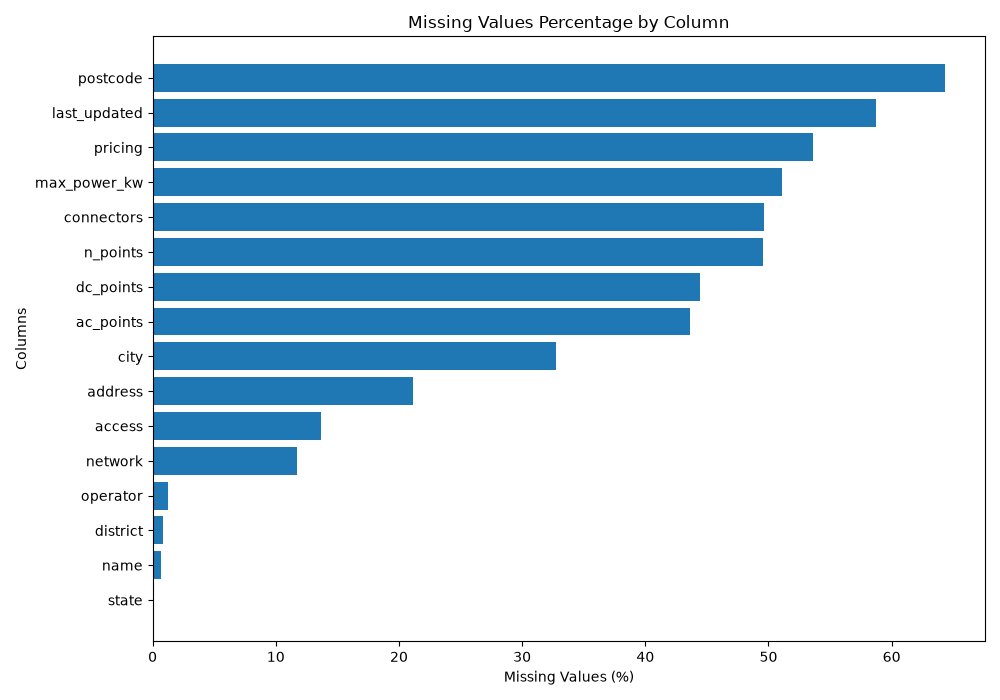 Missing Values Percentage by Column
postcode
last_updated
pricing
max_power_kw
connectors
n_points
dc_points
ac_points
city
address
access
network
operator
district
name
state
Columns
0 10 20 30 40 50 60
Missing Values (%)